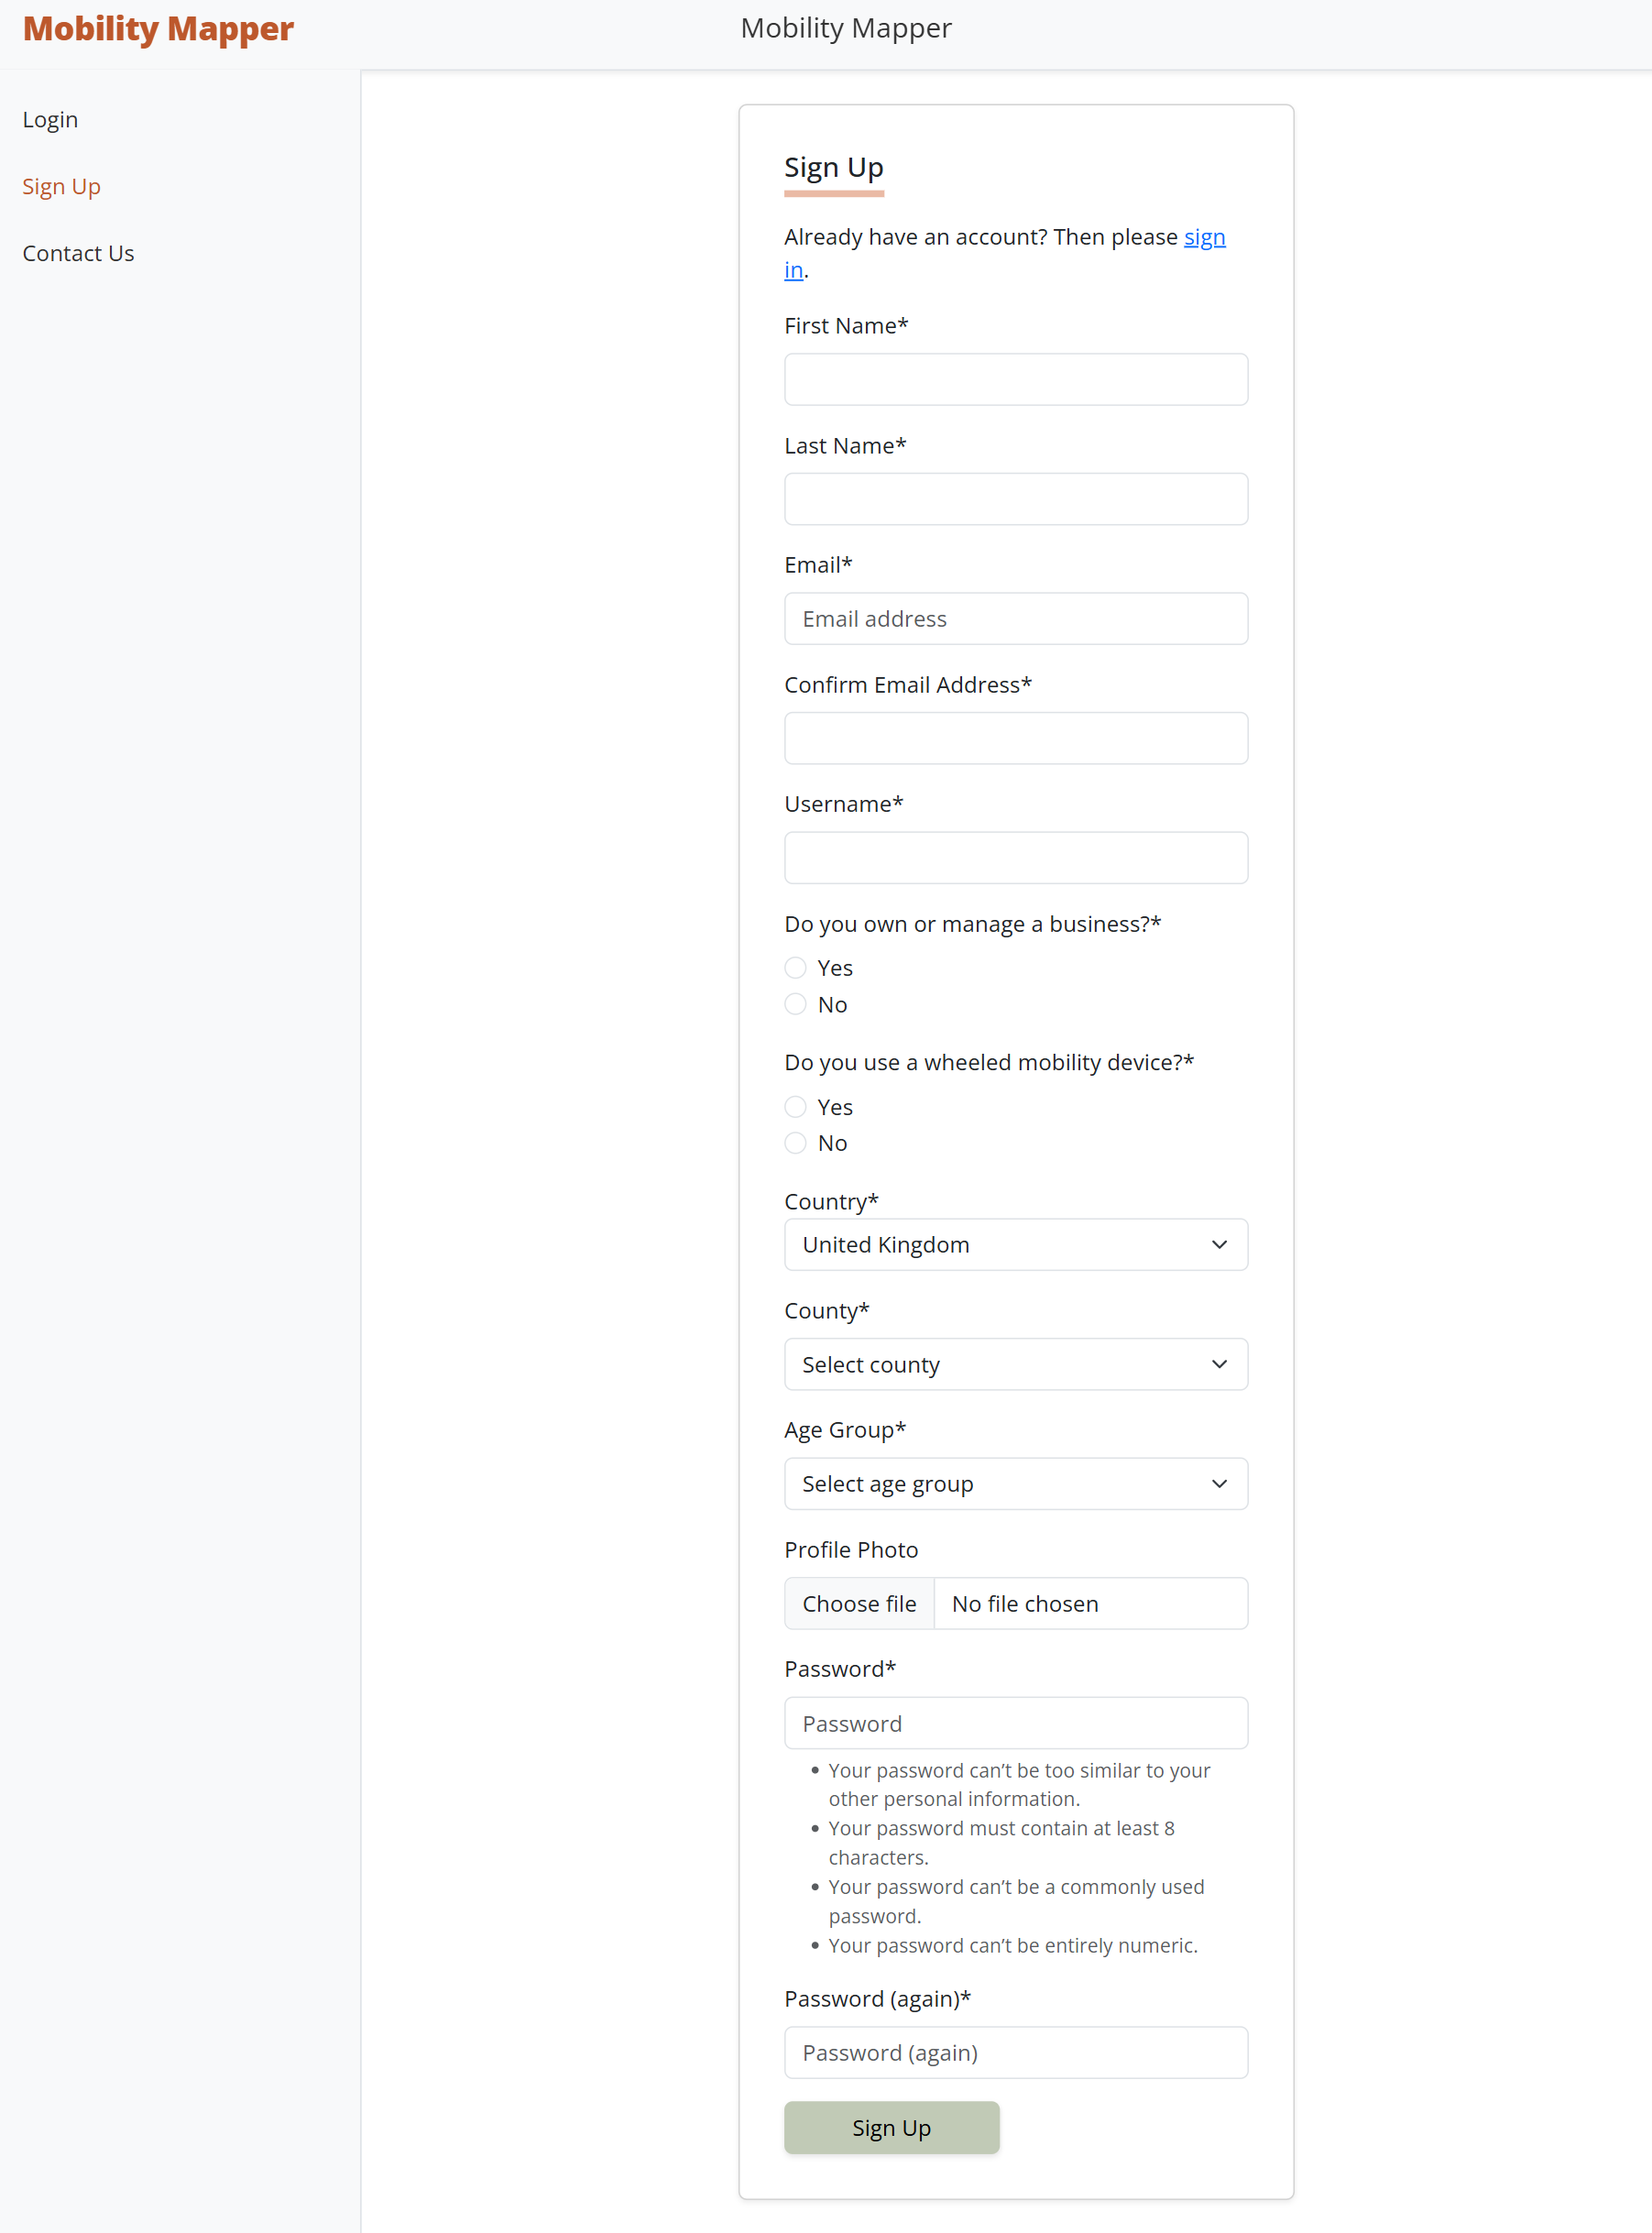 Mobility Mapper
Mobility Mapper
Login
Sign Up
Contact Us
Sign Up
Already have an account? Then please sign
in.
First Name*
Last Name*
Email*
Email address
Confirm Email Address*
Username*
Do you own or manage a business?*
Yes
No
Do you use a wheeled mobility device?*
Yes
No
Country*
United Kingdom
County*
Select county
Age Group*
Select age group
Profile Photo
Choose file No file chosen
Password*
Password
• Your password can’t be too similar to your
other personal information.
• Your password must contain at least 8
characters.
• Your password can’t be a commonly used
password.
• Your password can’t be entirely numeric.
Password (again)*
Password (again)
Sign Up